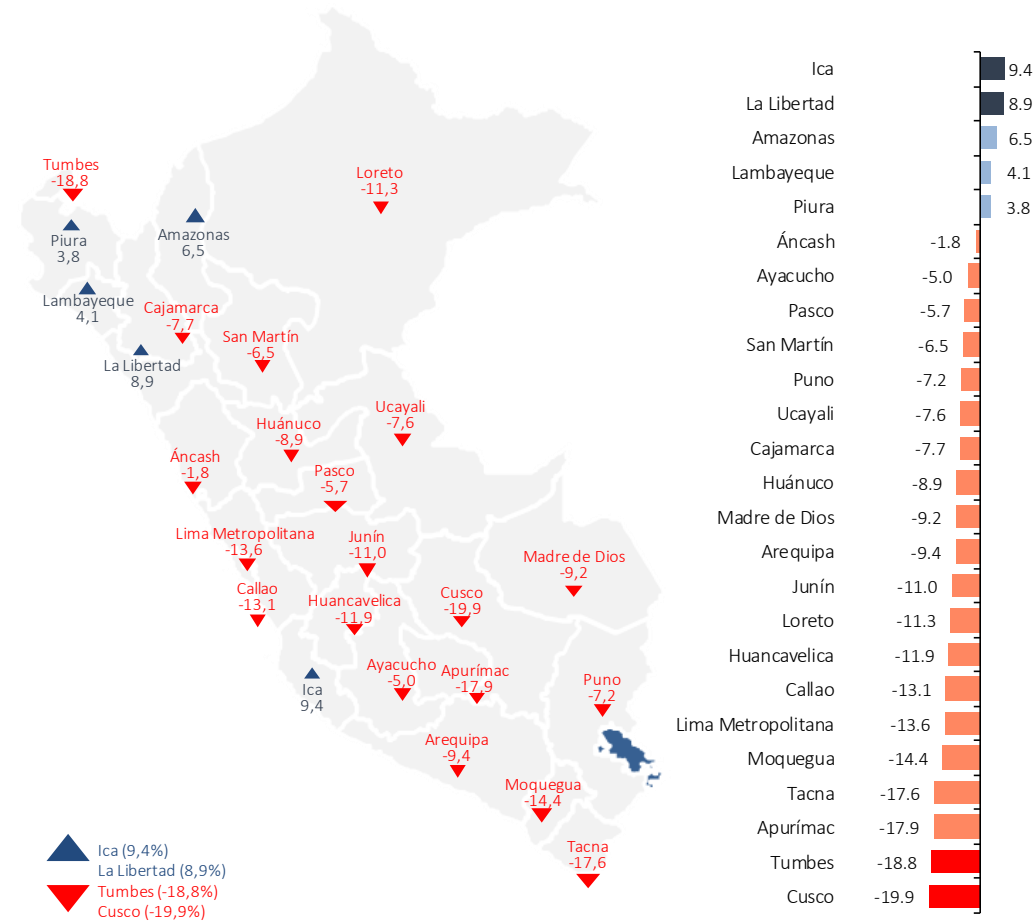 Tumbes
-18,8
Piura
3,8
Amazonas
6,5
Loreto
-11,3
Lambayeque
4,1
Cajamarca
-7,7
La Libertad
8,9
San Martín
-6,5
Ucayali
-7,6
Huánuco
-8,9
Áncash
-1,8
Pasco
-5,7
Lima Metropolitana
-13,6
Junín
-11,0
Madre de Dios
-9,2
Callao
-13,1
Huancavelica
-11,9
Cusco
-19,9
Ica
9,4
Ayacucho
-5,0
Apurímac
-17,9
Puno
-7,2
Arequipa
-9,4
Moquegua
-14,4
Tacna
-17,6
Ica (9,4%)
La Libertad (8,9%)
Tumbes (-18,8%)
Cusco (-19,9%)
Ica 9.4
La Libertad 8.9
Amazonas 6.5
Lambayeque 4.1
Piura 3.8
Áncash -1.8
Ayacucho -5.0
Pasco -5.7
San Martín -6.5
Puno -7.2
Ucayali -7.6
Cajamarca -7.7
Huánuco -8.9
Madre de Dios -9.2
Arequipa -9.4
Junín -11.0
Loreto -11.3
Huancavelica -11.9
Callao -13.1
Lima Metropolitana -13.6
Moquegua -14.4
Tacna -17.6
Apurímac -17.9
Tumbes -18.8
Cusco -19.9